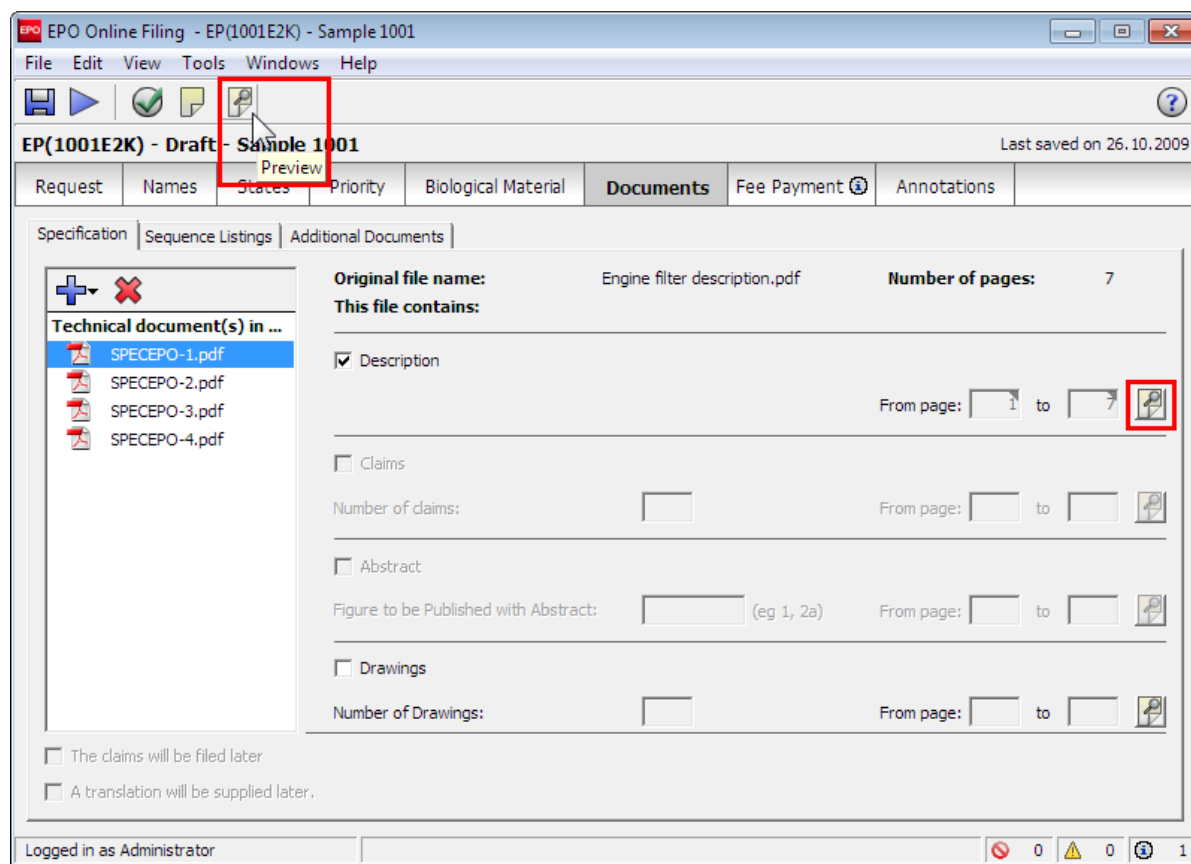 EPO EPO Online Filing - EP(1001E2K) - Sample 1001
File Edit View Tools Windows Help
EP(1001E2K) - Draft - Sample 1001 Last saved on 26.10.2009
Preview
Request Names States Priority Biological Material Documents Fee Payment Annotations
Specification Sequence Listings Additional Documents
Original file name: Engine filter description.pdf Number of pages: 7
This file contains:
Technical document(s) in ...
SPECEPO-1.pdf
SPECEPO-2.pdf
SPECEPO-3.pdf
SPECEPO-4.pdf
Description
From page: 1 to 7
Claims
Number of claims: From page: to
Abstract
Figure to be Published with Abstract: (eg 1, 2a) From page: to
Drawings
Number of Drawings: From page: to
The claims will be filed later
A translation will be supplied later.
Logged in as Administrator 0 0 1